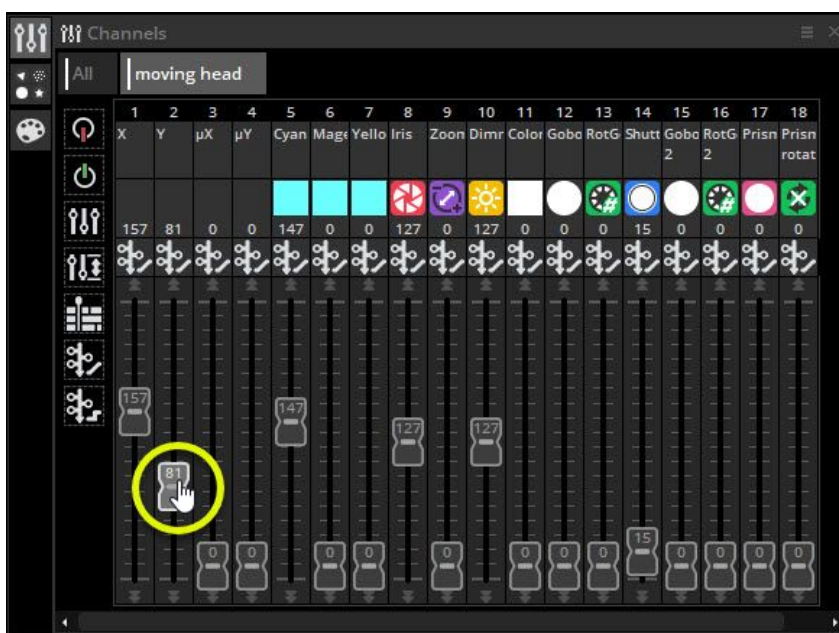 Channels
All moving head
1 2 3 4 5 6 7 8 9 10 11 12 13 14 15 16 17 18
X Y µX µY Cyan Mage Yello Iris Zoon Dimr Color Gobo RotG Shutt Gobo RotG Prisn Prisn
2 2 rotat
157 81 0 0 147 0 0 127 0 127 0 0 0 15 0 0 0 0
157
147
127 127
81
15
0 0 0 0 0 0 0 0 0 0 0 0